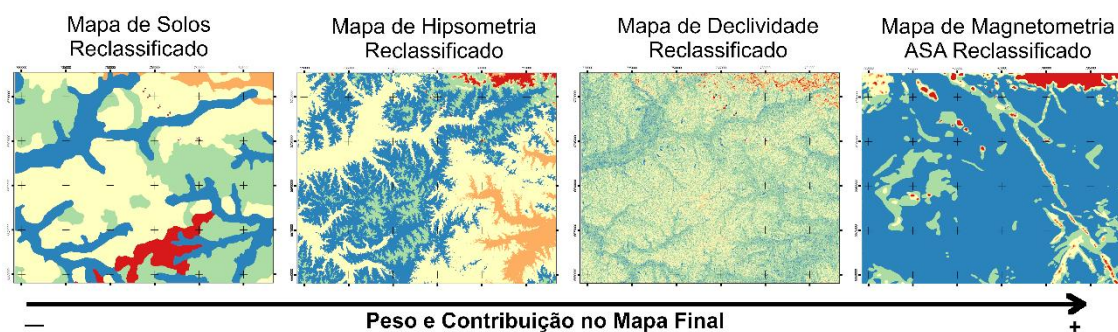 Mapa de Solos
Reclassificado
Mapa de Hipsometria
Reclassificado
Mapa de Declividade
Reclassificado
Mapa de Magnetometria
ASA Reclassificado
— Peso e Contribuição no Mapa Final +